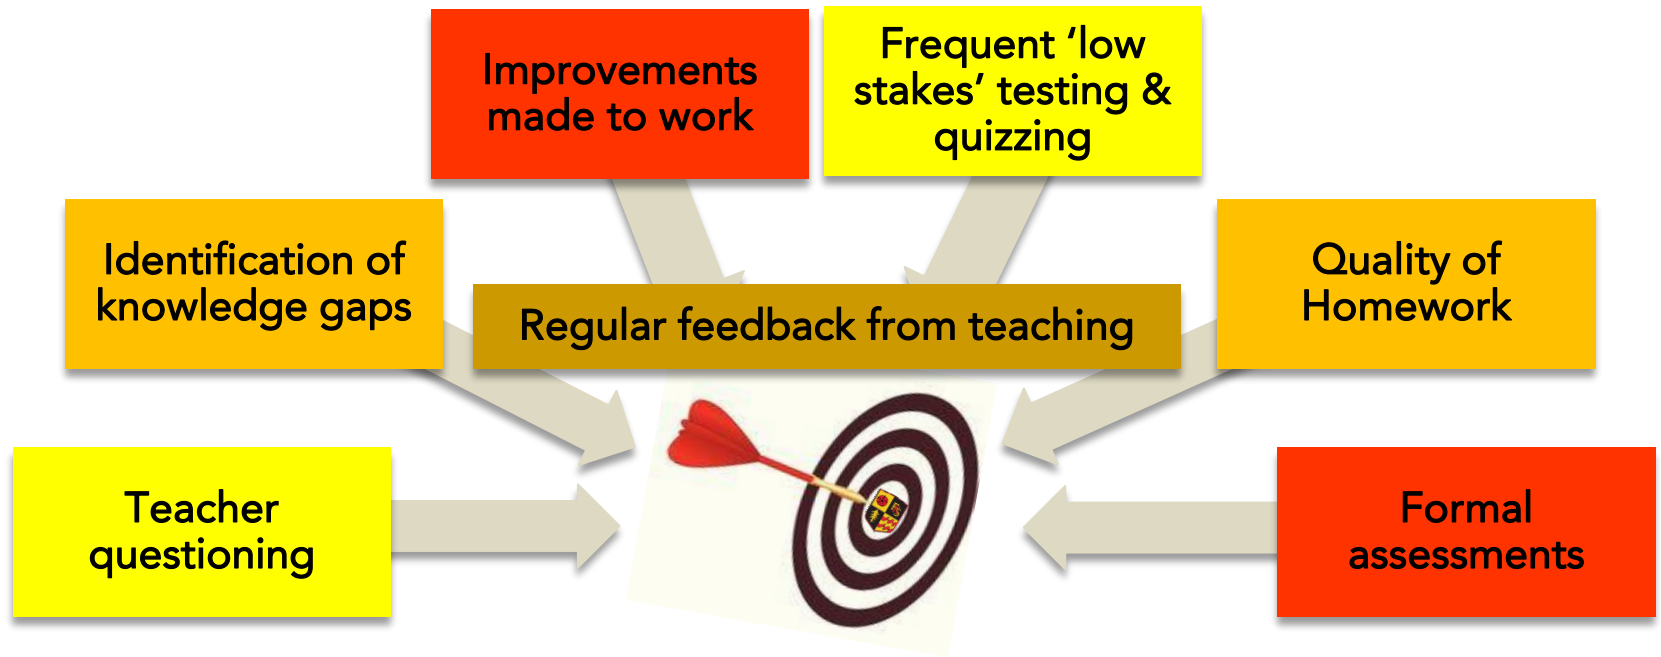 Improvements
made to work
Frequent ‘low
stakes’ testing &
quizzing
Identification of
knowledge gaps
Regular feedback from teaching
Quality of
Homework
Teacher
questioning
Formal
assessments